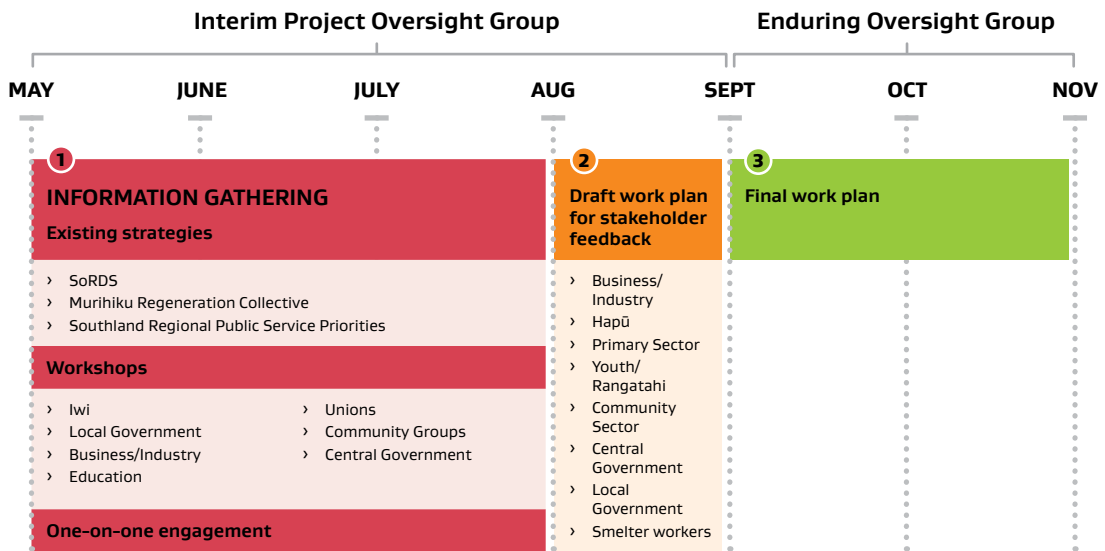 Interim Project Oversight Group
Enduring Oversight Group
MAY
JUNE
JULY
AUG
SEPT
OCT
NOV
1
INFORMATION GATHERING
Existing strategies
› SoRDS
› Murihiku Regeneration Collective
› Southland Regional Public Service Priorities
Workshops
› Iwi
› Local Government
› Business/Industry
› Education
› Unions
› Community Groups
› Central Government
One-on-one engagement
2
Draft work plan
for stakeholder
feedback
› Business/
Industry
› Hapū
› Primary Sector
› Youth/
Rangatahi
› Community
Sector
› Central
Government
› Local
Government
› Smelter workers
3
Final work plan